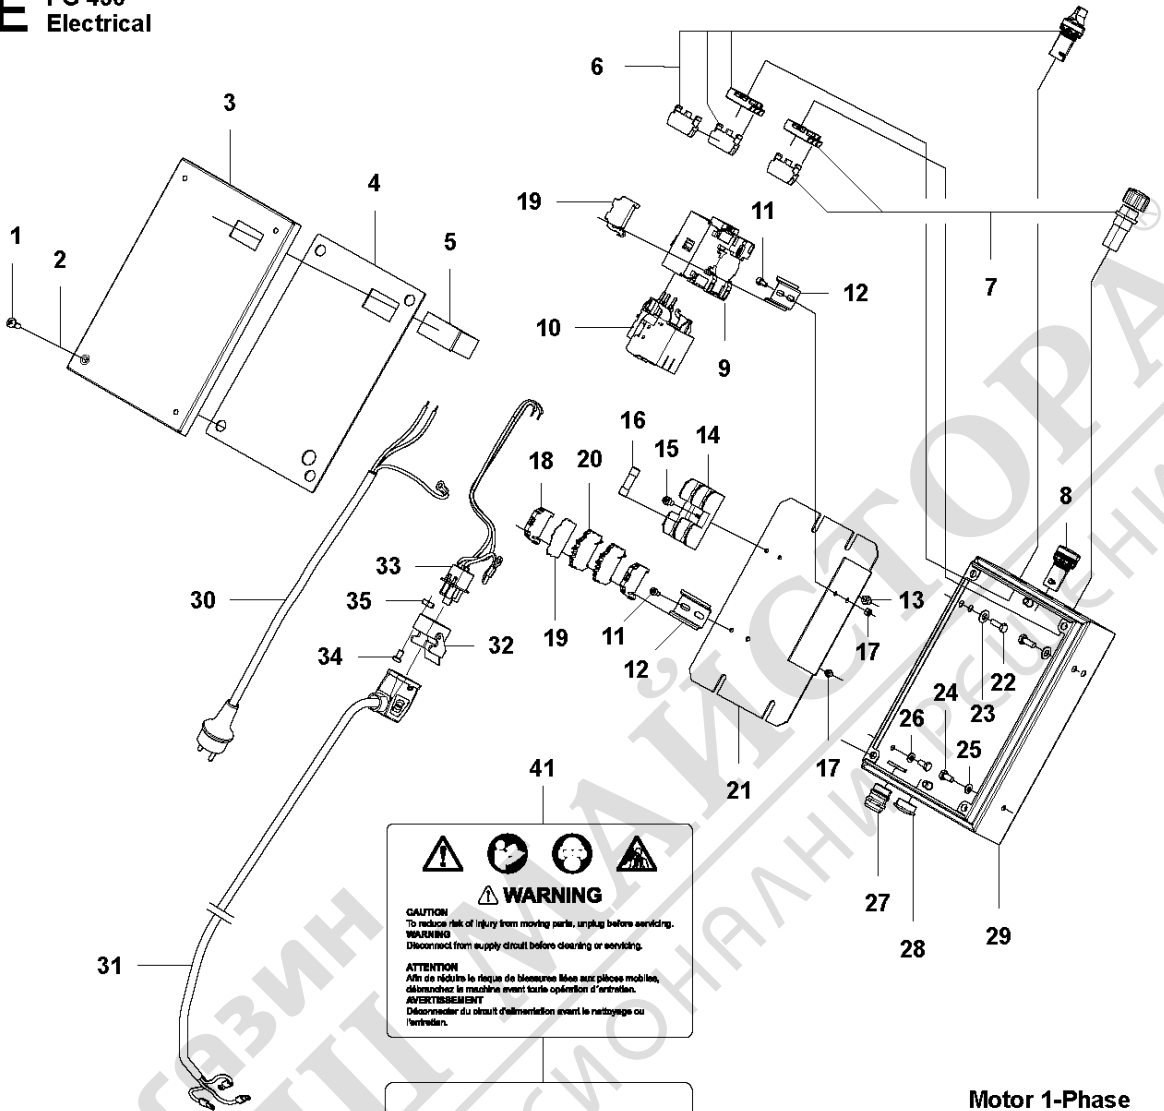 E
Electrical
6
3
4
19
11
1
2
5
7
12
10
9
16
15
14
18
20
8
33
30
35
13
34
32
19
11
12
17
24
22
23
26
25
21
17
41
27
28
29
31
WARNING
CAUTION
To reduce risk of injury from moving parts, unplug before servicing.
WARNING
Disconnect from supply circuit before cleaning or servicing.
ATTENTION
Afin de réduire le risque de blessures liées aux pièces mobiles,
débranchez la machine avant toute opération d'entretien.
AVERTISSEMENT
Déconnecter du circuit d'alimentation avant le nettoyage ou
l'entretien.
Motor 1-Phase
МАЙСТОРА
®